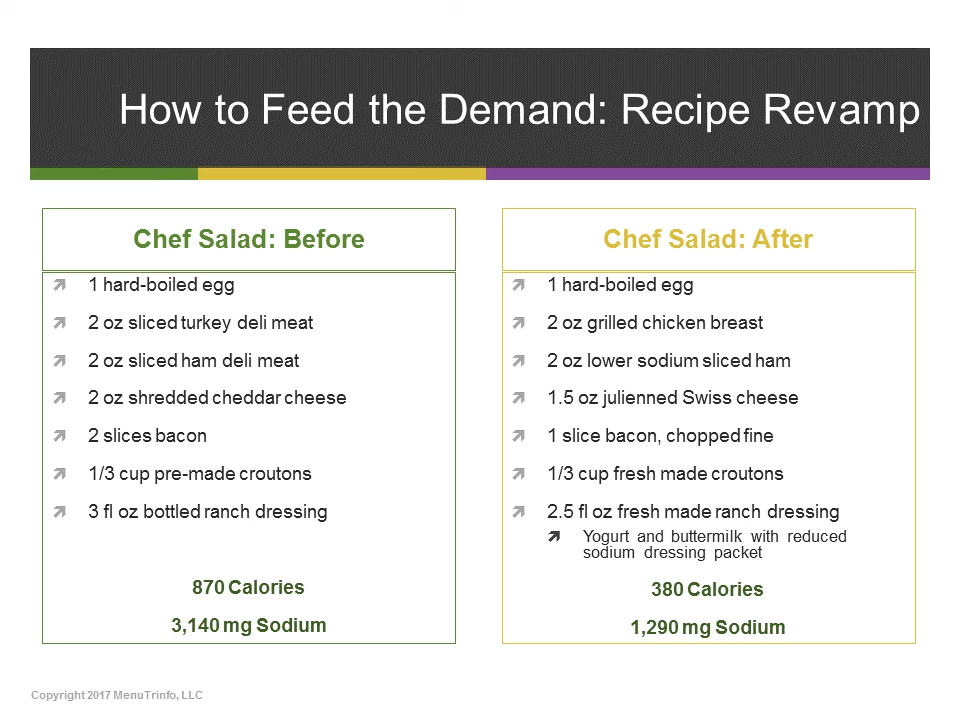 How to Feed the Demand: Recipe Revamp
Chef Salad: Before
1 hard-boiled egg
2 oz sliced turkey deli meat
2 oz sliced ham deli meat
2 oz shredded cheddar cheese
2 slices bacon
1/3 cup pre-made croutons
3 fl oz bottled ranch dressing
870 Calories
3,140 mg Sodium
Chef Salad: After
1 hard-boiled egg
2 oz grilled chicken breast
2 oz lower sodium sliced ham
1.5 oz julienned Swiss cheese
1 slice bacon, chopped fine
1/3 cup fresh made croutons
2.5 fl oz fresh made ranch dressing
Yogurt and buttermilk with reduced
sodium dressing packet
380 Calories
1,290 mg Sodium
Copyright 2017 MenuTrinfo, LLC